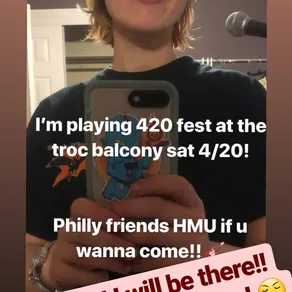 HI
I'm playing 420 fest at the
troc balcony sat 4/20!
Philly friends HMU if u
wanna come!!
will be there!!